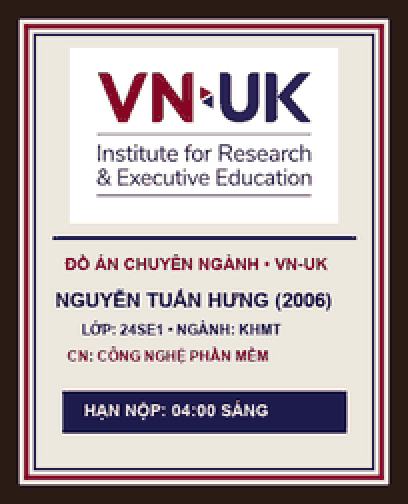 VN-UK
Institute for Research
& Executive Education
ĐỒ ÁN CHUYÊN NGÀNH • VN-UK
NGUYỄN TUẤN HƯNG (2006)
LỚP: 24SE1 • NGÀNH: KHMT
CN: CÔNG NGHỆ PHẦN MỀM
HẠN NỘP: 04:00 SÁNG